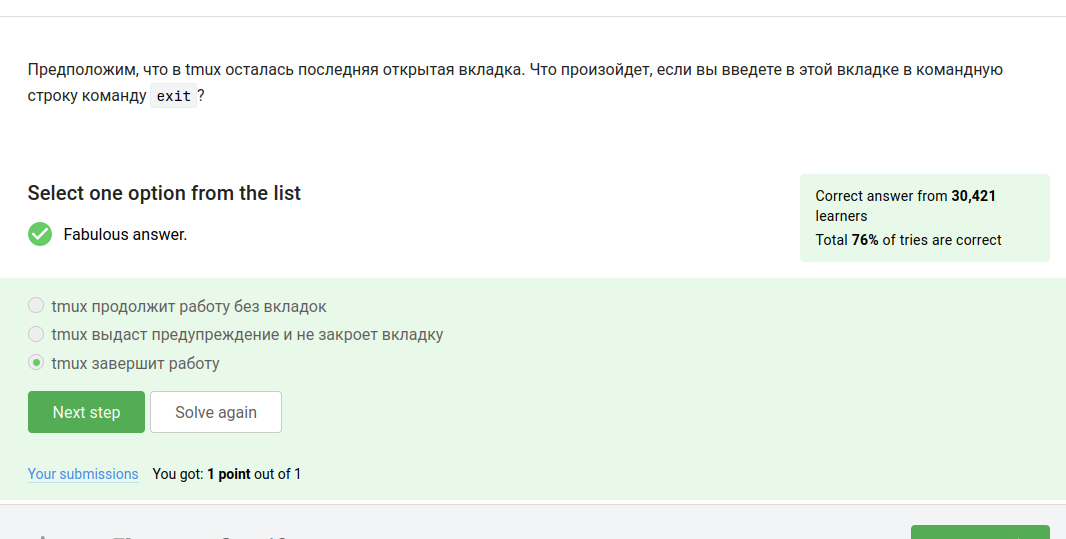 Предположим, что в tmux осталась последняя открытая вкладка. Что произойдет, если вы введете в этой вкладке в командную
строку команду exit ?
Select one option from the list
Fabulous answer.
Correct answer from 30,421
learners
Total 76% of tries are correct
tmux продолжит работу без вкладок
tmux выдаст предупреждение и не закроет вкладку
tmux завершит работу
Next step
Solve again
Your submissions You got: 1 point out of 1